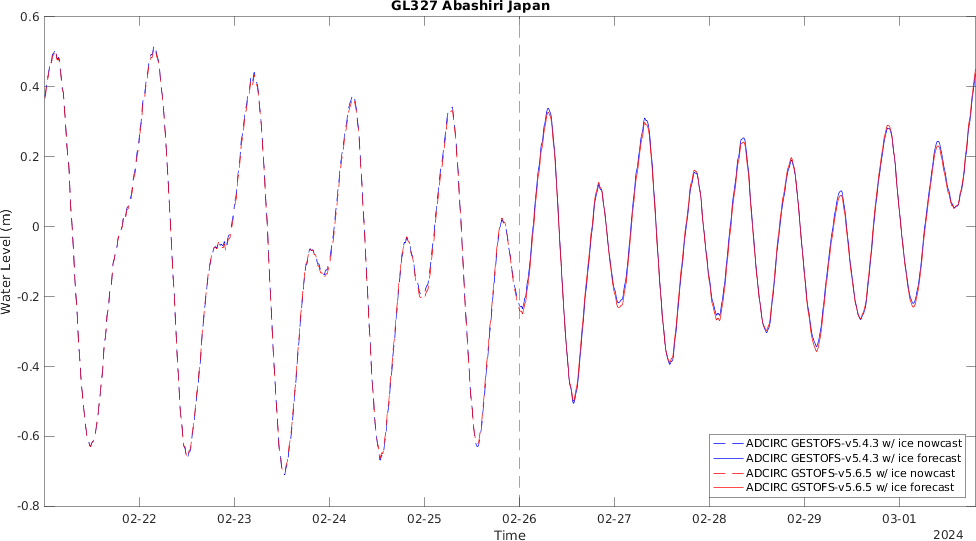 GL327 Abashiri Japan
0.6
0.4
0.2
0
-0.2
-0.4
-0.6
-0.8
Water Level (m)
ADCIRC GESTOFS-v5.4.3 w/ ice nowcast
ADCIRC GESTOFS-v5.4.3 w/ ice forecast
ADCIRC GSTOFS-v5.6.5 w/ ice nowcast
ADCIRC GSTOFS-v5.6.5 w/ ice forecast
02-22 02-23 02-24 02-25 02-26 02-27 02-28 02-29 03-01
Time
2024